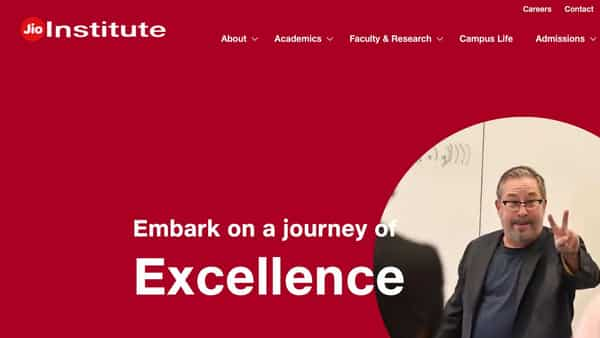 Careers Contact
Jio Institute
About Academics Faculty & Research Campus Life Admissions
Embark on a journey of
Excellence